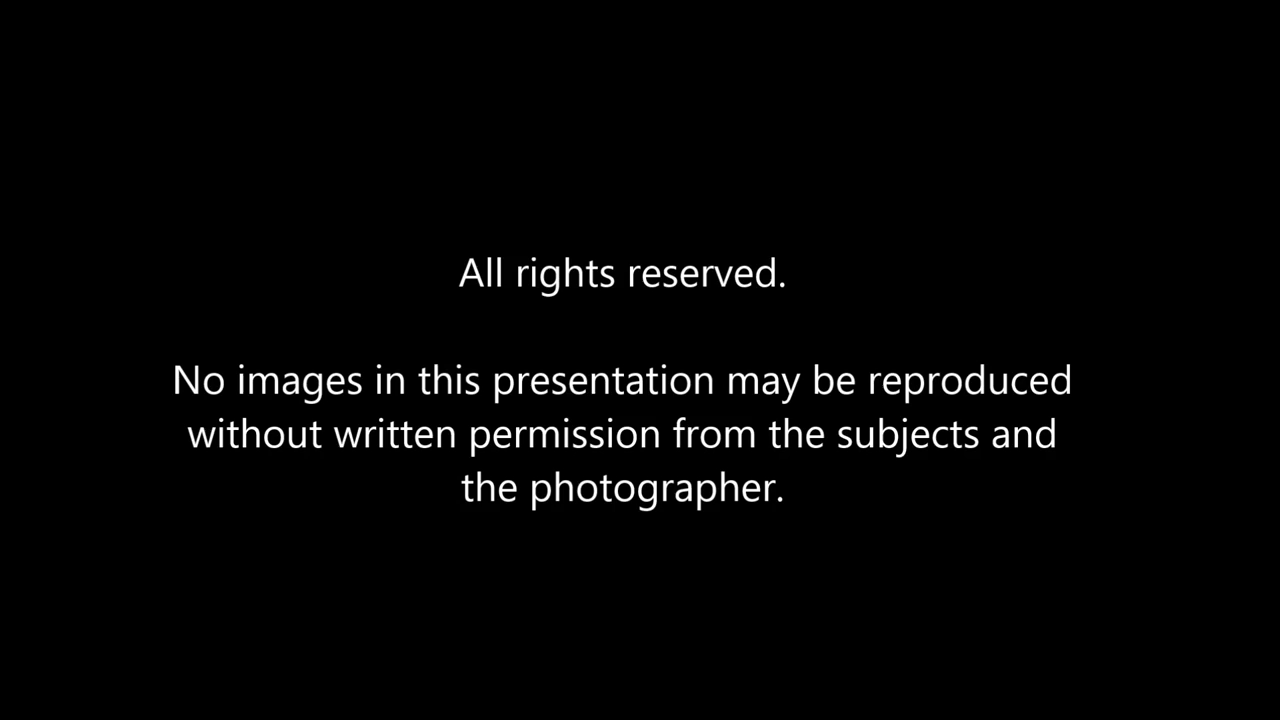 All rights reserved.
No images in this presentation may be reproduced
without written permission from the subjects and
the photographer.